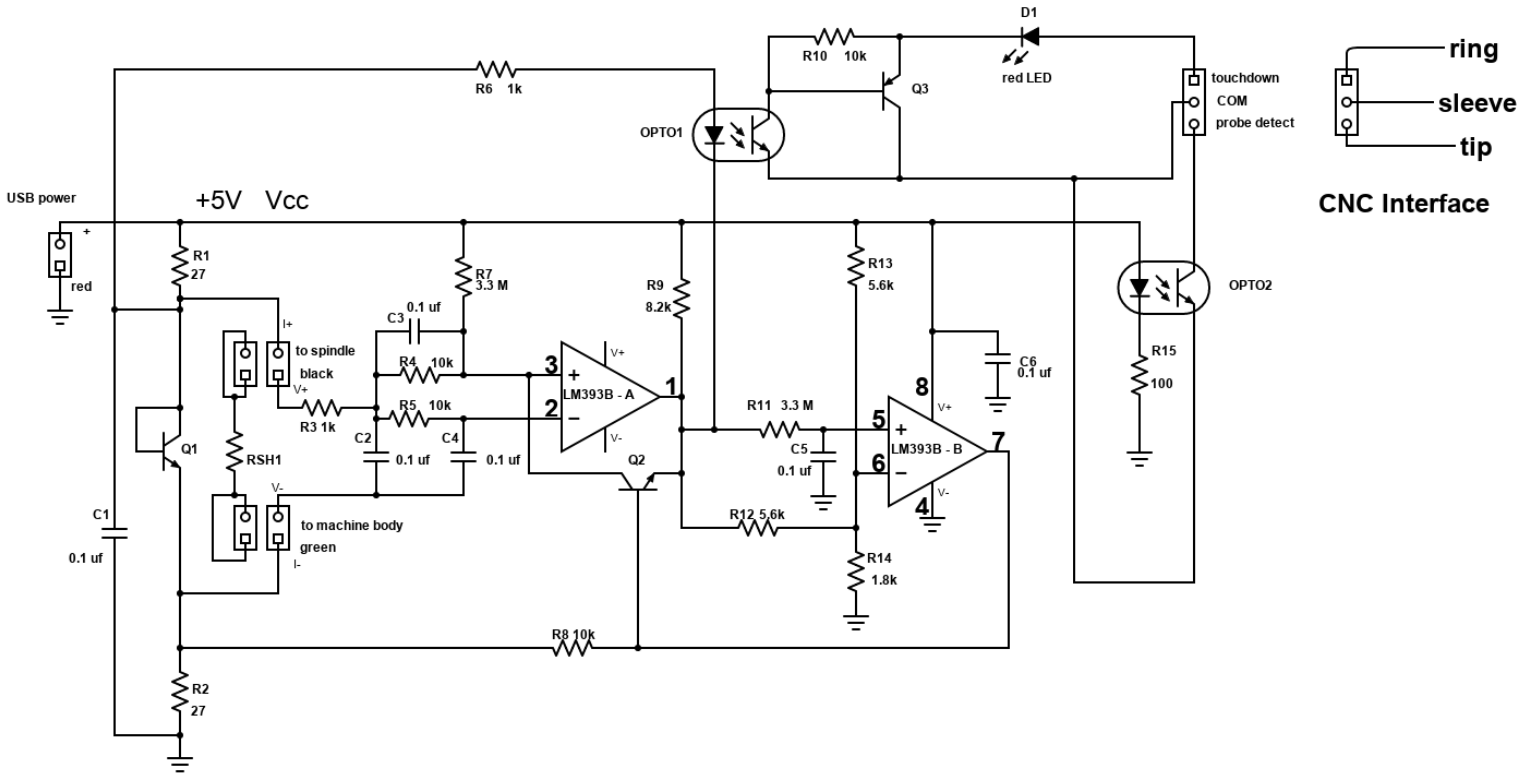 D1
R10 10k
red LED
Q3
R6 1k
OPTO1
touchdown
COM
probe detect
ring
sleeve
tip
CNC Interface
USB power
+5V Vcc
+
red
R1
27
R7
3.3 M
R9
8.2k
R13
5.6k
OPTO2
R15
100
I+
to spindle
black
V+
R3 1k
0.1 uf
C3
R4 10k
R5 10k
C2
0.1 uf
C4
0.1 uf
3
2
1
+
−
V+
V-
LM393B - A
Q2
R11 3.3 M
C5
0.1 uf
R12 5.6k
5
6
7
8
4
+
−
V+
V-
LM393B - B
C6
0.1 uf
R14
1.8k
Q1
RSH1
V-
to machine body
green
I-
C1
0.1 uf
R8 10k
R2
27